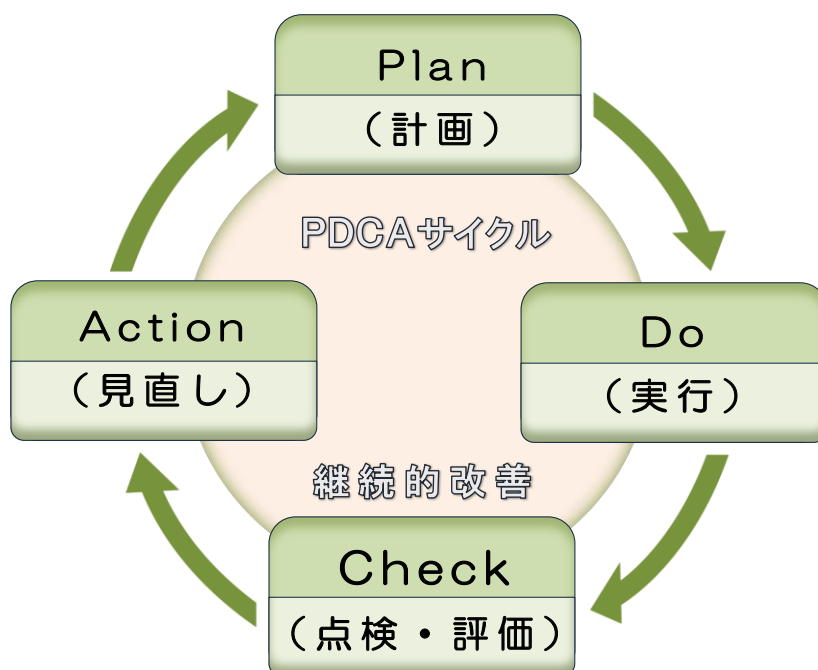 Plan
（計画）
PDCAサイクル
Action
（見直し）
Do
（実行）
継続的改善
Check
（点検・評価）